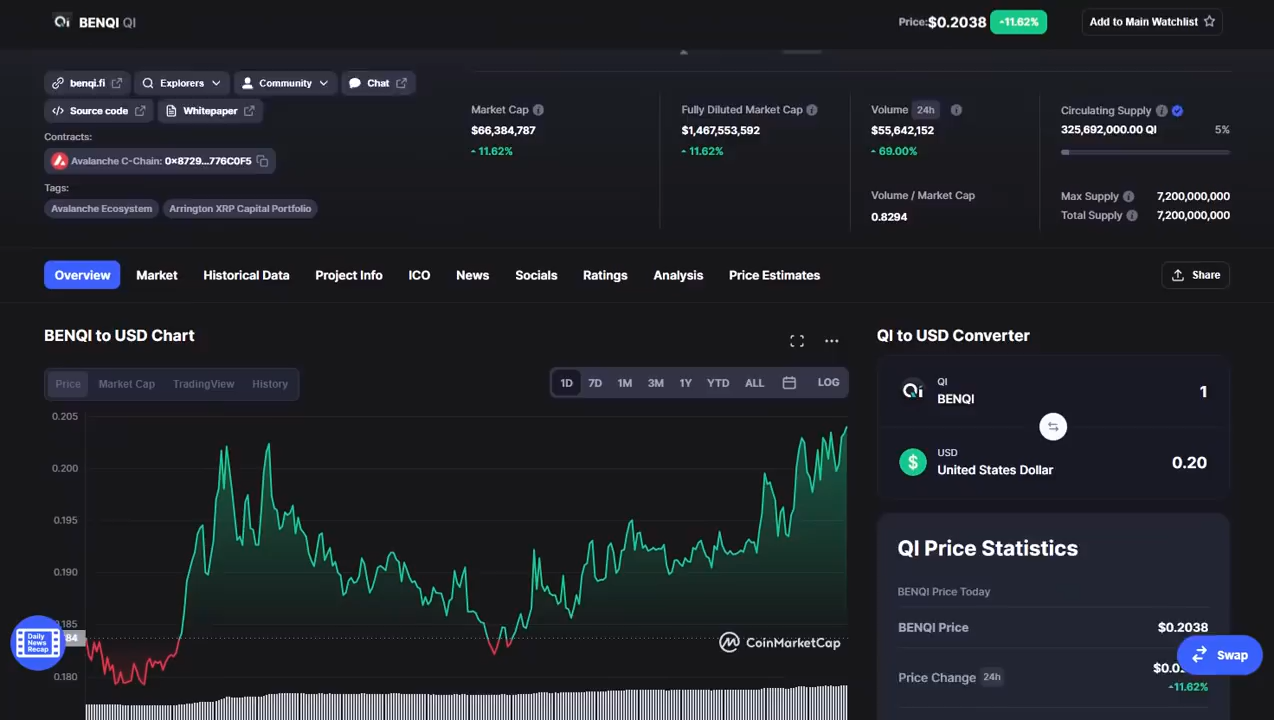 BENQI QI
Price: $0.2038 11.62%
Add to Main Watchlist
benqi.fi Explorers Community Chat
Source code Whitepaper
Contracts:
Avalanche C-Chain: 0x8729...776C0F5
Tags:
Avalanche Ecosystem Arrington XRP Capital Portfolio
Market Cap
$66,384,787
11.62%
Fully Diluted Market Cap
$1,467,553,592
11.62%
Volume 24h
$55,642,152
69.00%
Volume / Market Cap
0.8294
Circulating Supply
325,692,000.00 QI 5%
Max Supply 7,200,000,000
Total Supply 7,200,000,000
Overview Market Historical Data Project Info ICO News Socials Ratings Analysis Price Estimates
Share
BENQI to USD Chart
Price Market Cap TradingView History
1D 7D 1M 3M 1Y YTD ALL LOG
0.205
0.200
0.195
0.190
0.180
CoinMarketCap
Daily
News
Recap
QI to USD Converter
QI
BENQI
1
USD
United States Dollar
0.20
QI Price Statistics
BENQI Price Today
BENQI Price $0.2038
Price Change 24h
11.62%
Swap